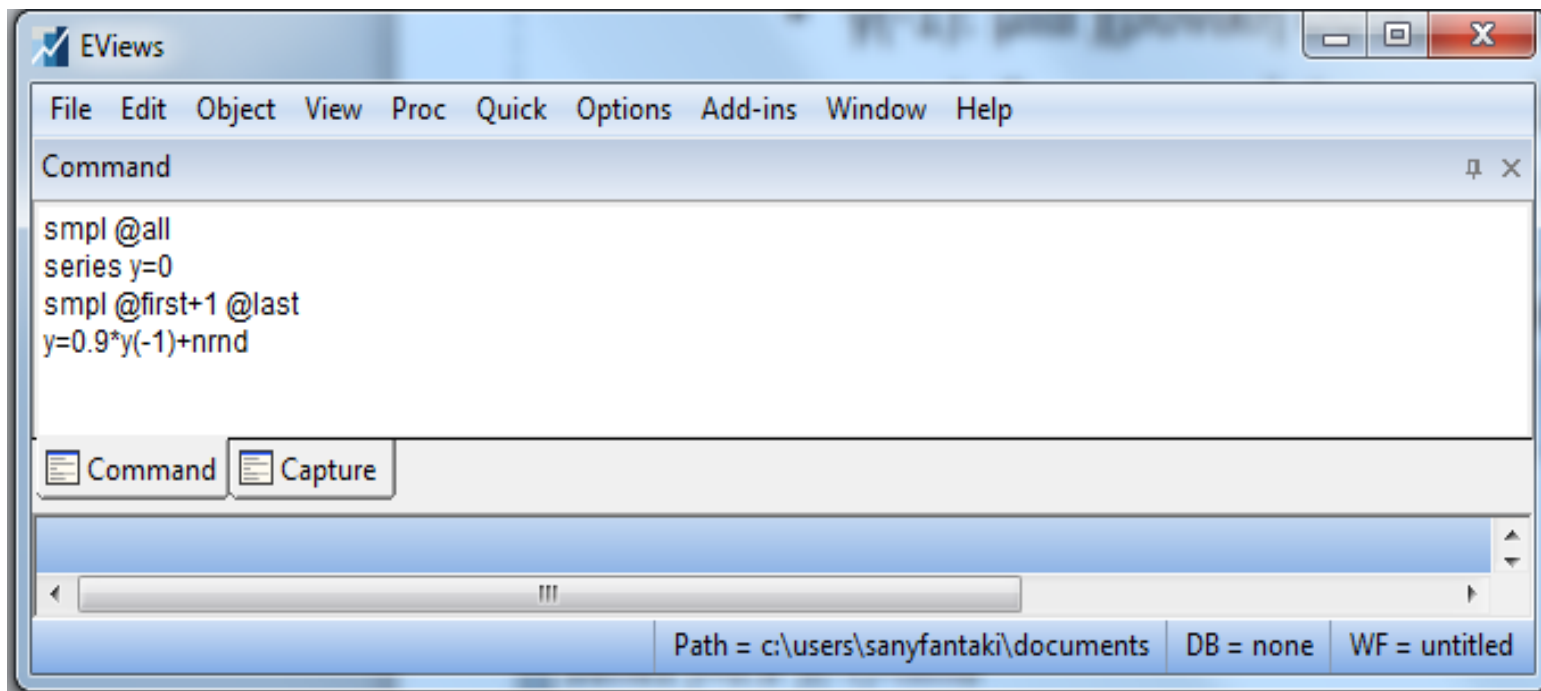 EViews
File Edit Object View Proc Quick Options Add-ins Window Help
Command
smpl @all
series y=0
smpl @first+1 @last
y=0.9*y(-1)+nrnd
Command Capture
Path = c:\users\sanyfantaki\documents DB = none WF = untitled